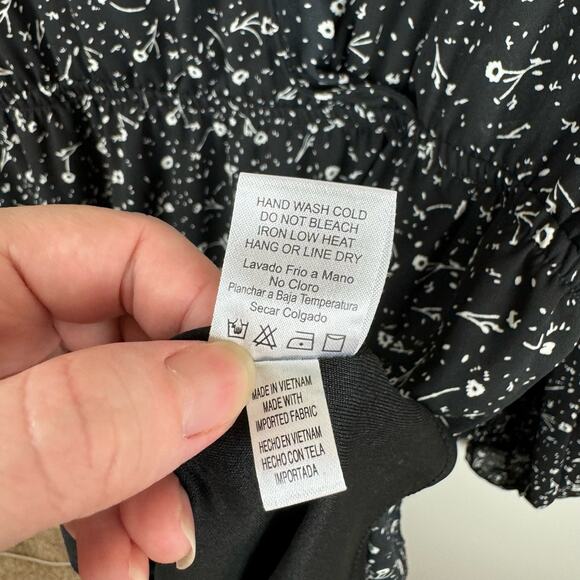 HAND WASH COLD
DO NOT BLEACH
IRON LOW HEAT
HANG OR LINE DRY
Lavado Frio a Mano
No Cloro
Planchar a Baja Temperatura
Secar Colgado
MADE IN VIETNAM
MADE WITH
IMPORTED FABRIC
HECHO EN VIETNAM
HECHO CON TELA
IMPORTADA